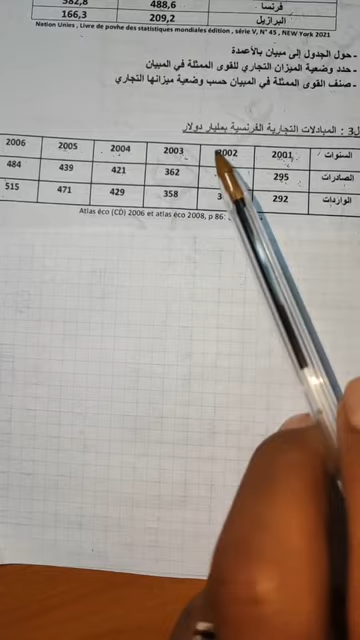 382,8 488,6 فرنسا
166,3 209,2 البرازيل
Netion Unies , Livre de povhe des statistiques mondiales édition , série V, N° 45 , NEW York 2021
- حول الجدول إلى مبيان بالأعمدة
- حدد وضعية الميزان التجاري للقوى الممثلة في المبيان
- صنف القوى الممثلة في المبيان حسب وضعية ميزانها التجاري
3: المبادلات التجارية الفرنسية بمليار دولار
السنوات 2001 2002 2003 2004 2005 2006
الصادرات 295 362 421 439 484
الواردات 292 3 358 429 471 515
Atlas éco (CD) 2006 et atlas éco 2008, p 86: